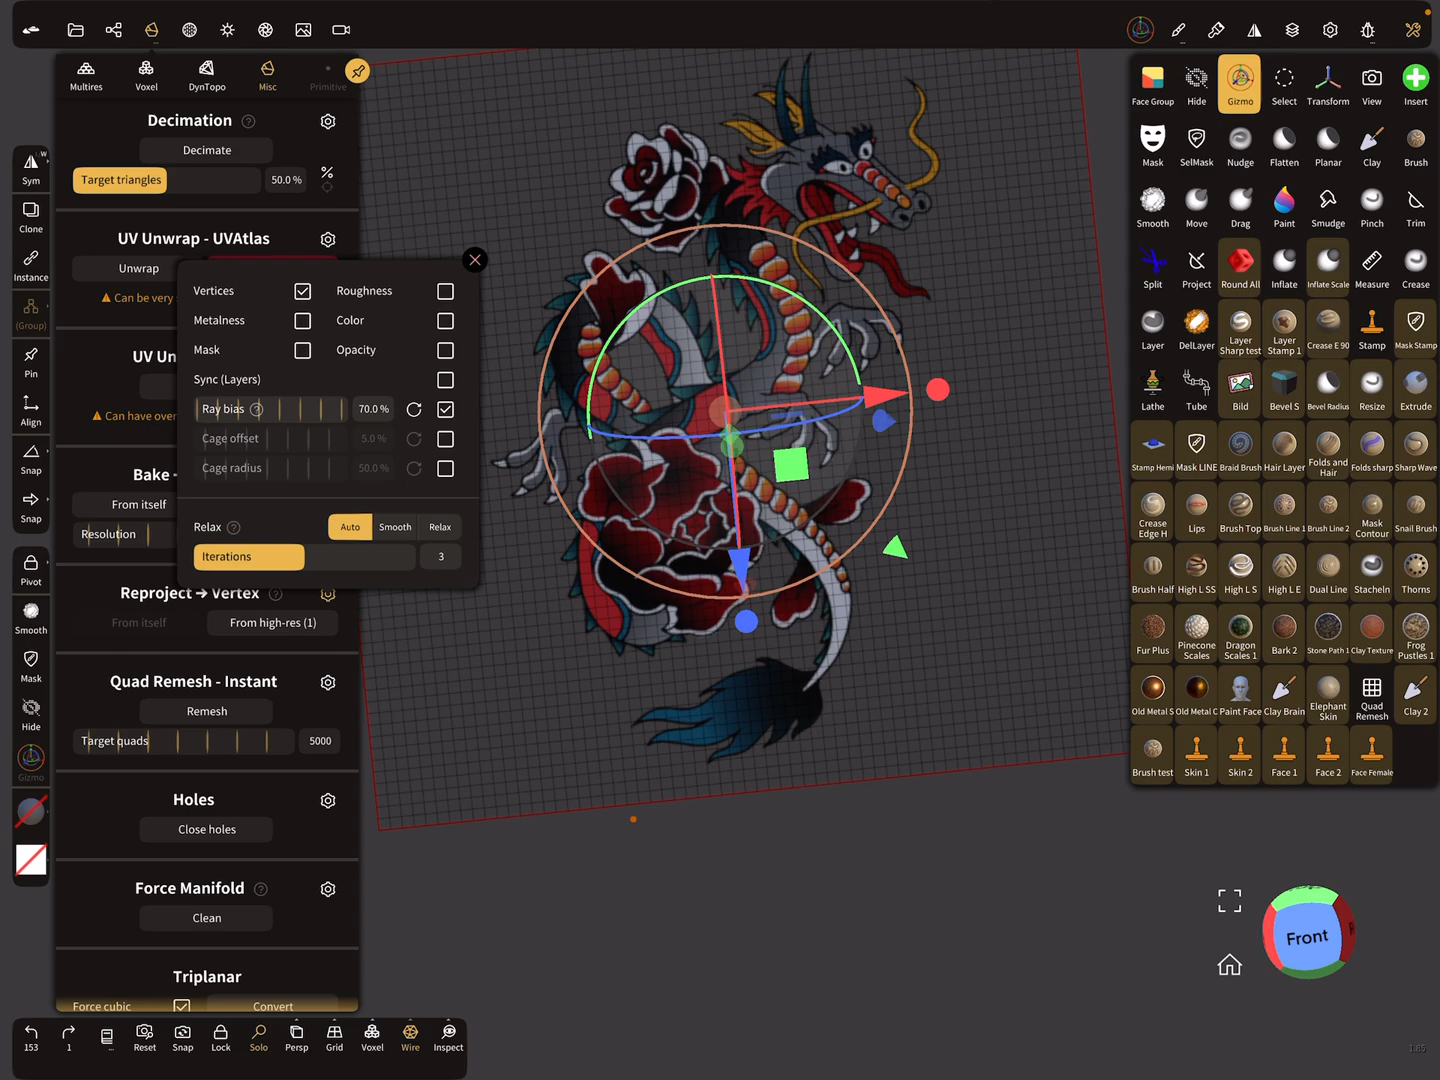 Multires
Voxel
DynTopo
Misc
Primitive
Decimation ?
Decimate
Target triangles
50.0 %
%
UV Unwrap - UVAtlas
Unwrap
Can be very
UV Un
Can have over
Bake -
From itself
Resolution
Reproject → Vertex ?
From itself
From high-res (1)
Quad Remesh - Instant
Remesh
Target quads
5000
Holes
Close holes
Force Manifold ?
Clean
Triplanar
Force cubic
Convert
Vertices
Roughness
Metalness
Color
Mask
Opacity
Sync (Layers)
Ray bias ?
70.0 %
Cage offset
5.0 %
Cage radius
50.0 %
Relax ?
Auto
Smooth
Relax
Iterations
3
W
Sym
Clone
Instance
(Group)
Pin
Align
Snap
Snap
Pivot
Smooth
Mask
Hide
Gizmo
153
1
...
Reset
Snap
Lock
Solo
Persp
Grid
Voxel
Wire
Inspect
Face Group
Hide
Gizmo
Select
Transform
View
Insert
Mask
SelMask
Nudge
Flatten
Planar
Clay
Brush
Smooth
Move
Drag
Paint
Smudge
Pinch
Trim
Split
Project
Round All
Inflate
Inflate Scale
Measure
Crease
Layer
DelLayer
Layer
Sharp test
Layer
Stamp 1
Crease E 90
Stamp
Mask Stamp
Lathe
Tube
Bild
Bevel S
Bevel Radius
Resize
Extrude
Stamp Hemi
Mask LINE
Braid Brush
Hair Layer
Folds and
Hair
Folds sharp
Sharp Wave
Crease
Edge H
Lips
Brush Top
Brush Line 1
Brush Line 2
Mask
Contour
Snail Brush
Brush Half
High L SS
High L S
High L E
Dual Line
Stacheln
Thorns
Fur Plus
Pinecone
Scales
Dragon
Scales 1
Bark 2
Stone Path 1
Clay Texture
Frog
Pustles 1
Old Metal S
Old Metal C
Paint Face
Clay Brain
Elephant
Skin
Quad
Remesh
Clay 2
Brush test
Skin 1
Skin 2
Face 1
Face 2
Face Female
Front
1.85